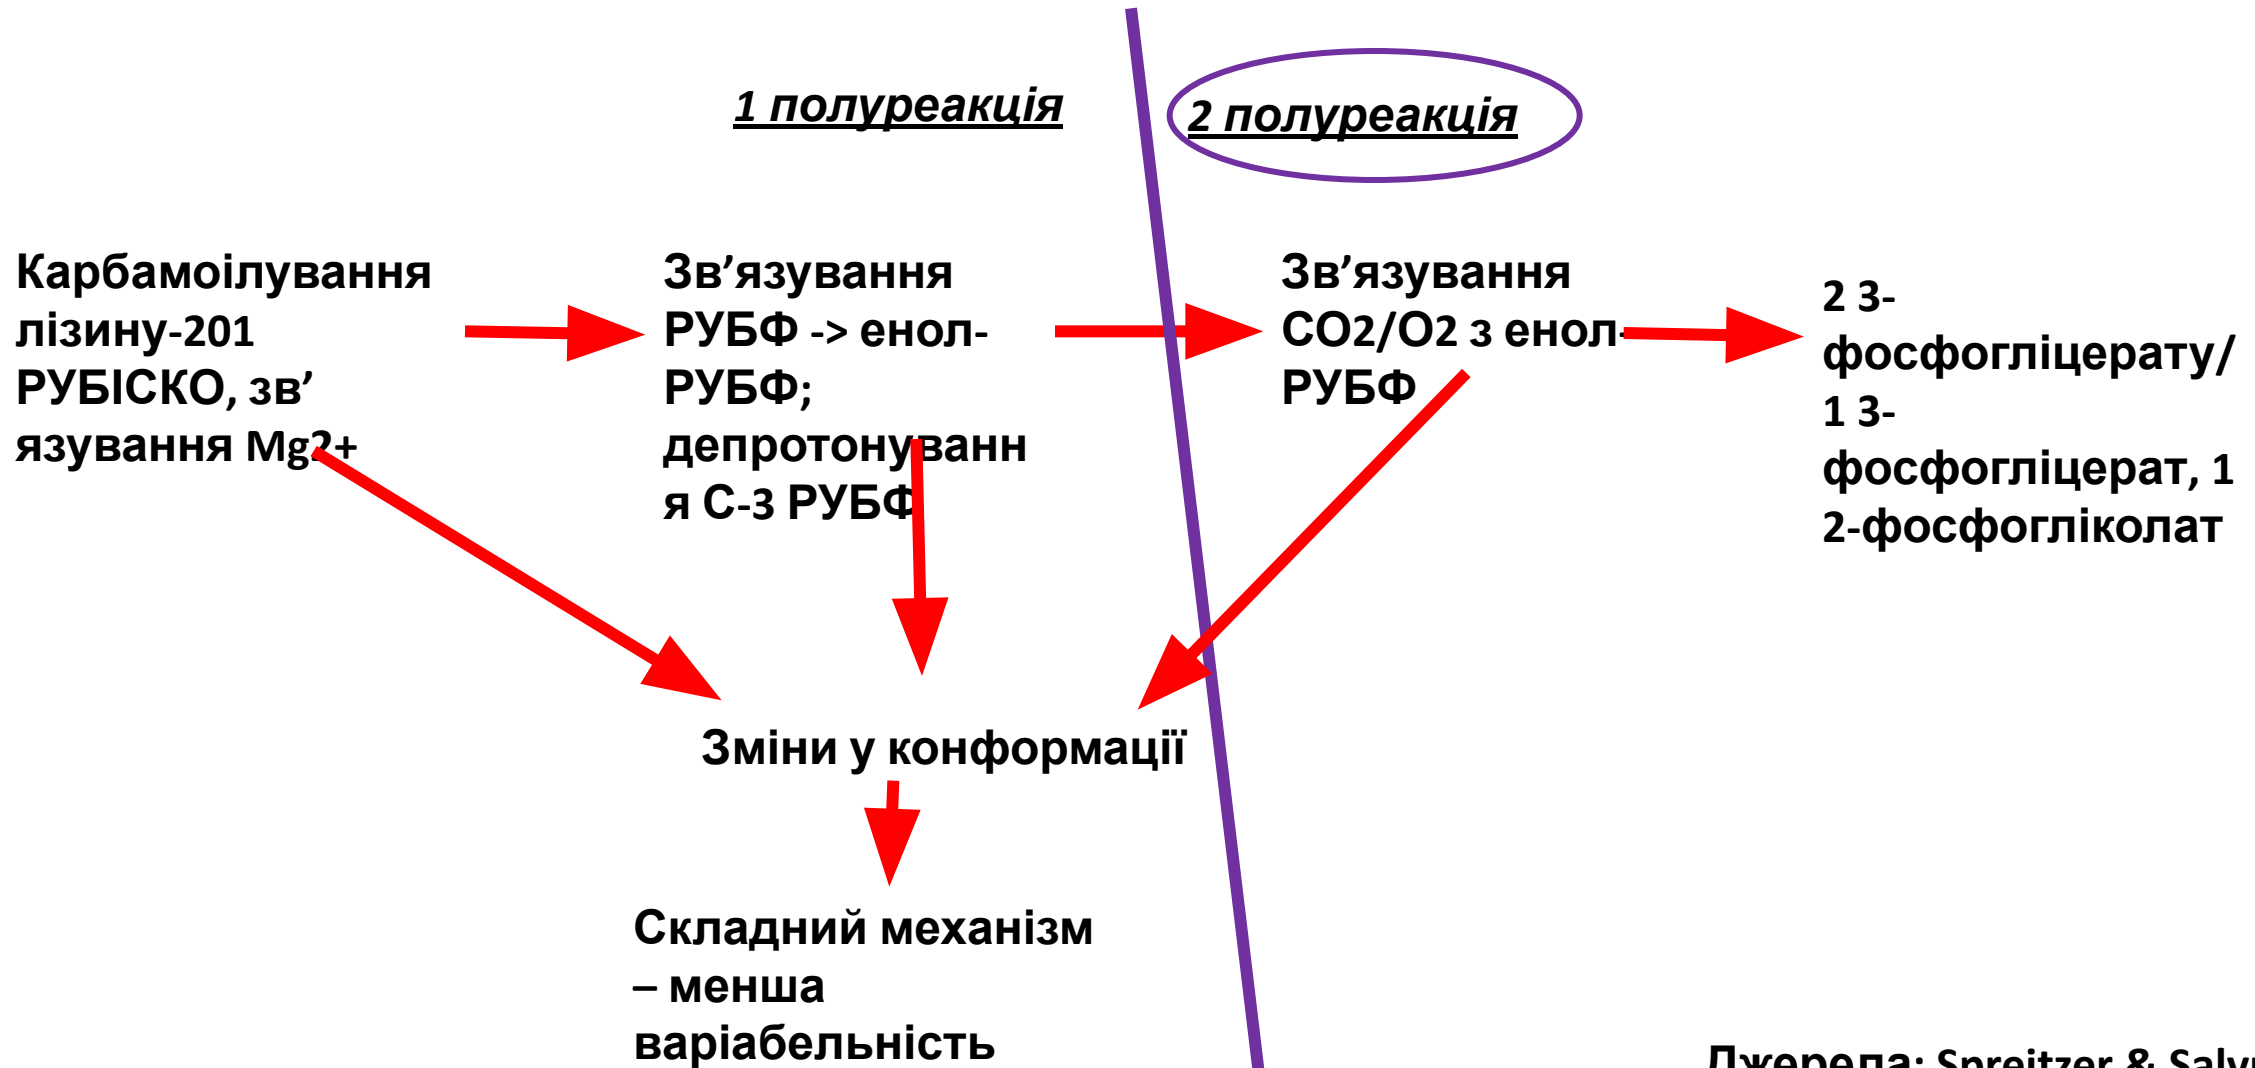 1 полуреакція
2 полуреакція
Карбамоілування
лізину-201
РУБІСКО, зв’
язування Mg2+
Зв’язування
РУБФ -> енол-
РУБФ;
депротонуванн
я С-3 РУБФ
Зв’язування
СО2/О2 з енол-
РУБФ
2 3-
фосфогліцерату/
1 3-
фосфогліцерат, 1
2-фосфогліколат
Зміни у конформації
Складний механізм
– менша
варіабельність
Джерела: Spreitzer &